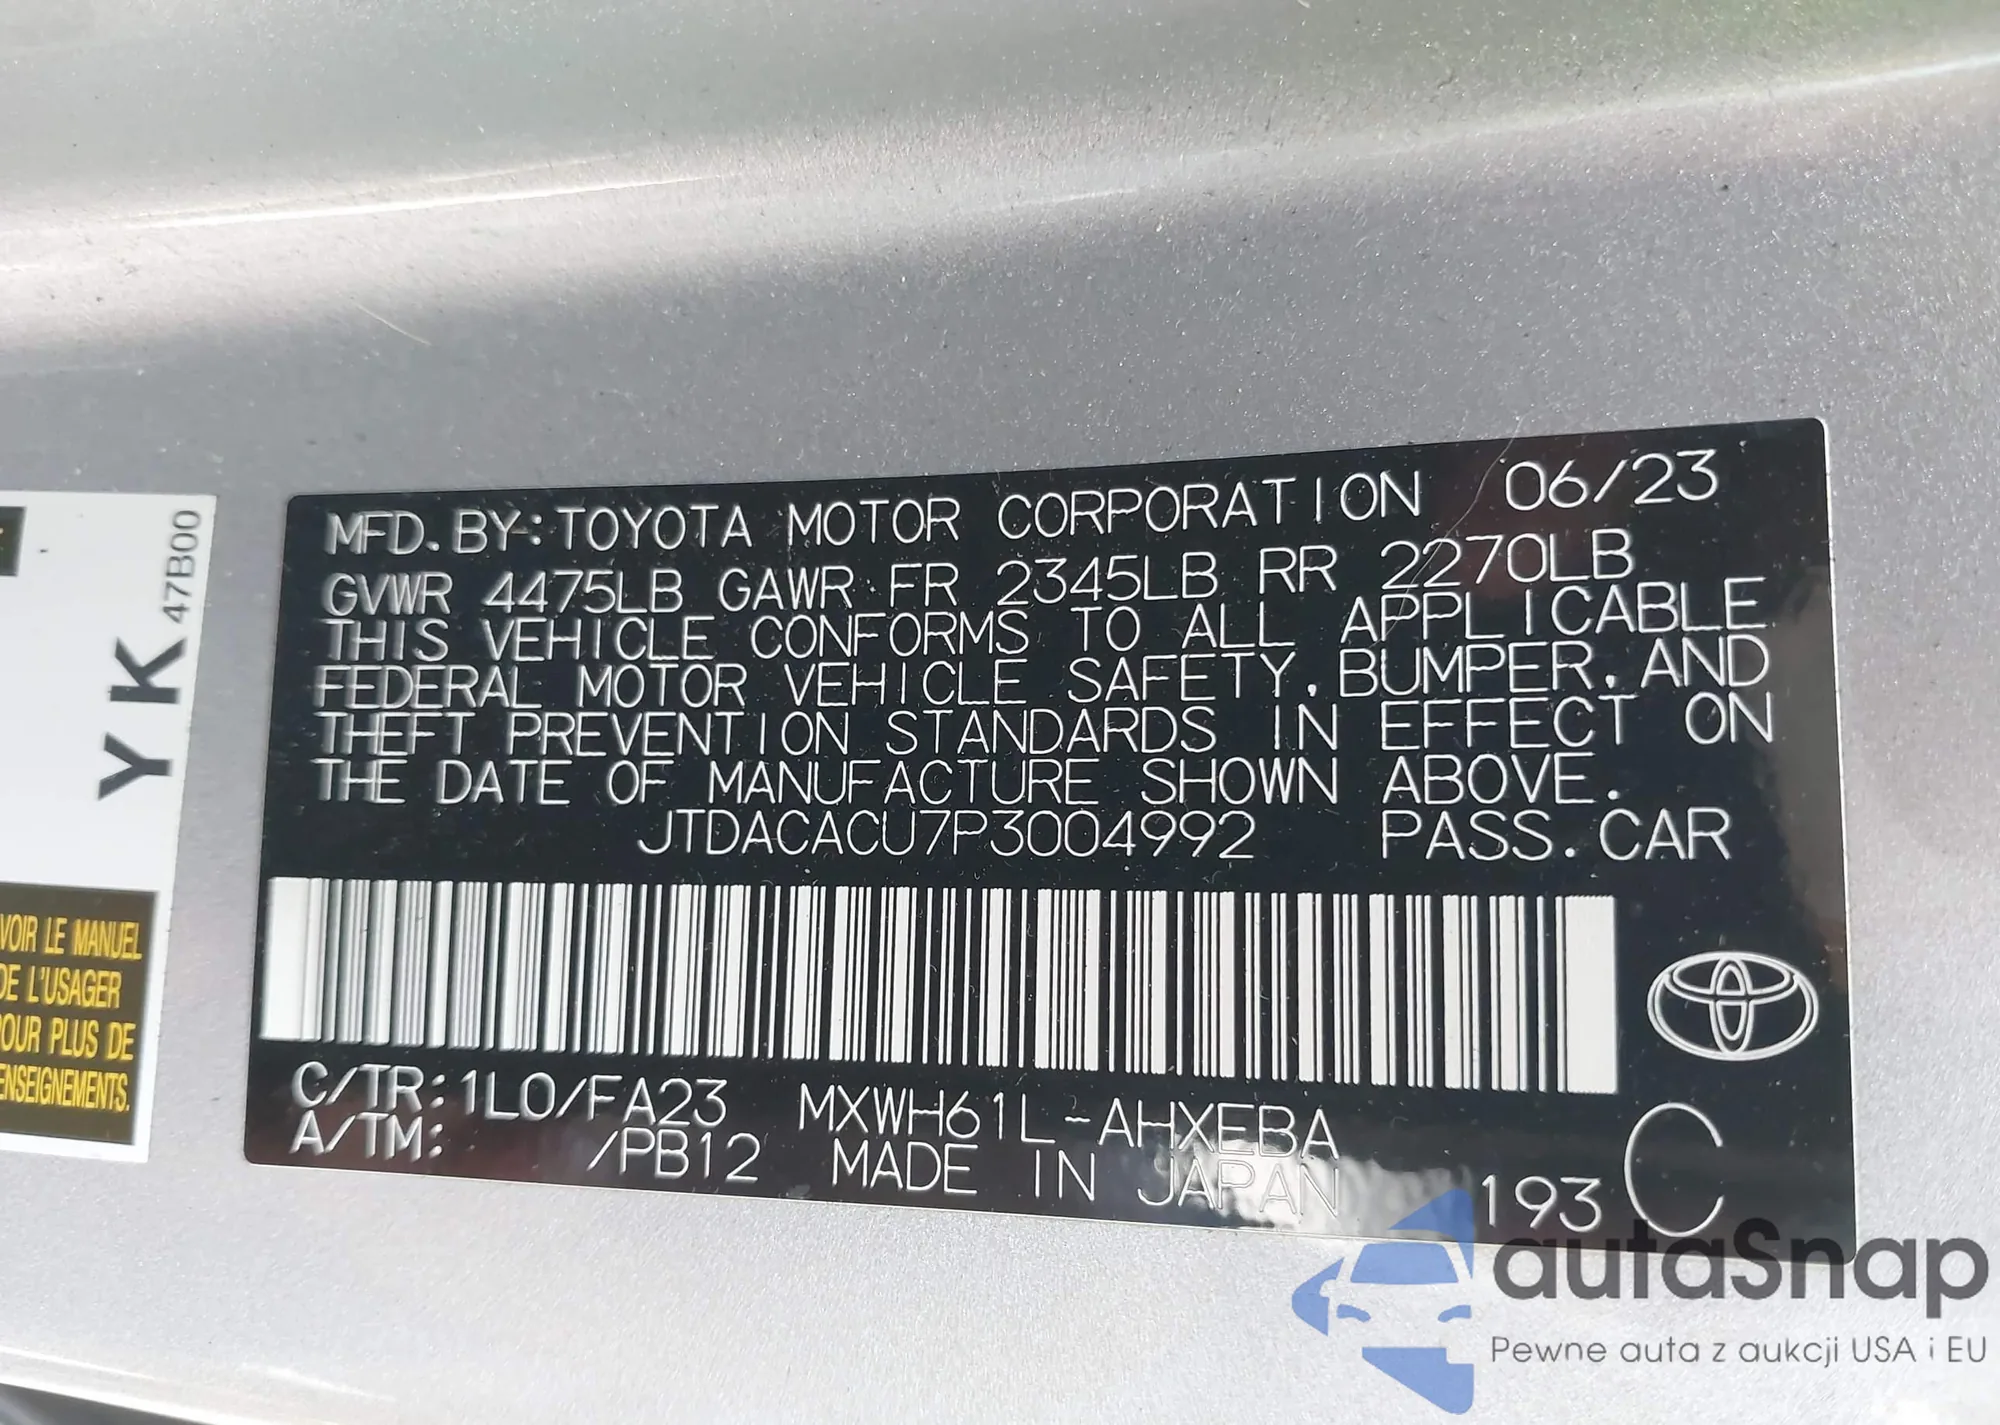 MFD. BY: TOYOTA MOTOR CORPORATION 06/23
GVWR 4475LB GAWR FR 2345LB RR 2270LB
THIS VEHICLE CONFORMS TO ALL APPLICABLE
FEDERAL MOTOR VEHICLE SAFETY, BUMPER, AND
THEFT PREVENTION STANDARDS IN EFFECT ON
THE DATE OF MANUFACTURE SHOWN ABOVE.
JTDACACU7P3004992 PASS. CAR
C/TR: 1L0/FA23 MXWH61L-AHXEBA
A/TM: /PB12 MADE IN JAPAN
193 C
YK 47B00
VOIR LE MANUEL
DE L'USAGER
POUR PLUS DE
ENSEIGNEMENTS.
autaSnap
Pewne auta z aukcji USA i EU